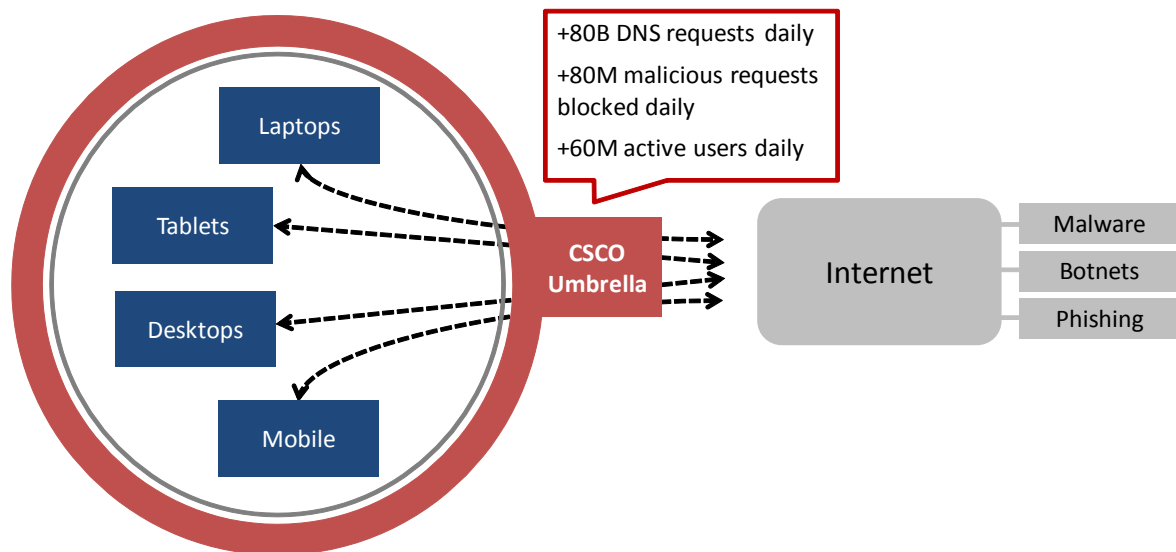 +80B DNS requests daily
+80M malicious requests
blocked daily
+60M active users daily
Laptops
Tablets
Desktops
Mobile
CSCO
Umbrella
Internet
Malware
Botnets
Phishing